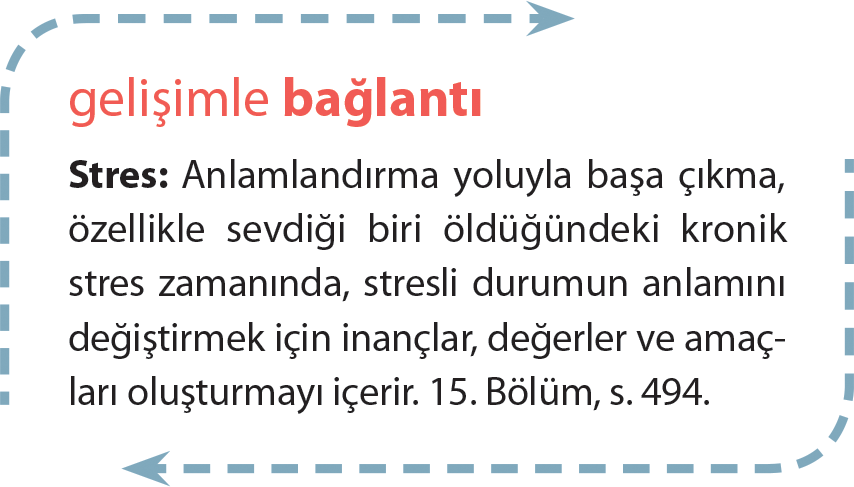 gelişimle bağlantı
Stres: Anlamlandırma yoluyla başa çıkma,
özellikle sevdiği biri öldüğündeki kronik
stres zamanında, stresli durumun anlamını
değiştirmek için inançlar, değerler ve amaç-
ları oluşturmayı içerir. 15. Bölüm, s. 494.